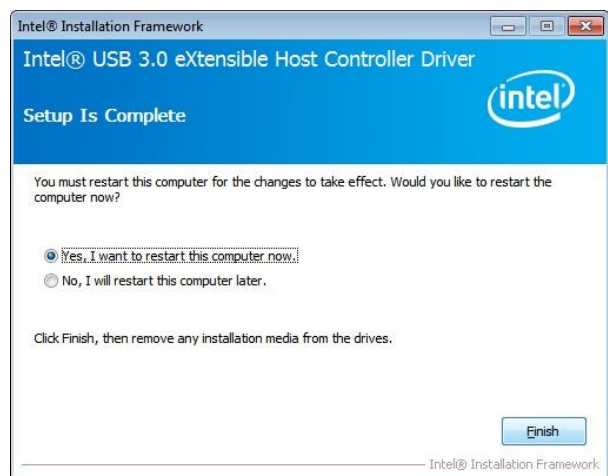 Intel® Installation Framework
Intel® USB 3.0 eXtensible Host Controller Driver
Setup Is Complete
intel
You must restart this computer for the changes to take effect. Would you like to restart the
computer now?
Yes, I want to restart this computer now.
No, I will restart this computer later.
Click Finish, then remove any installation media from the drives.
Finish
Intel® Installation Framework